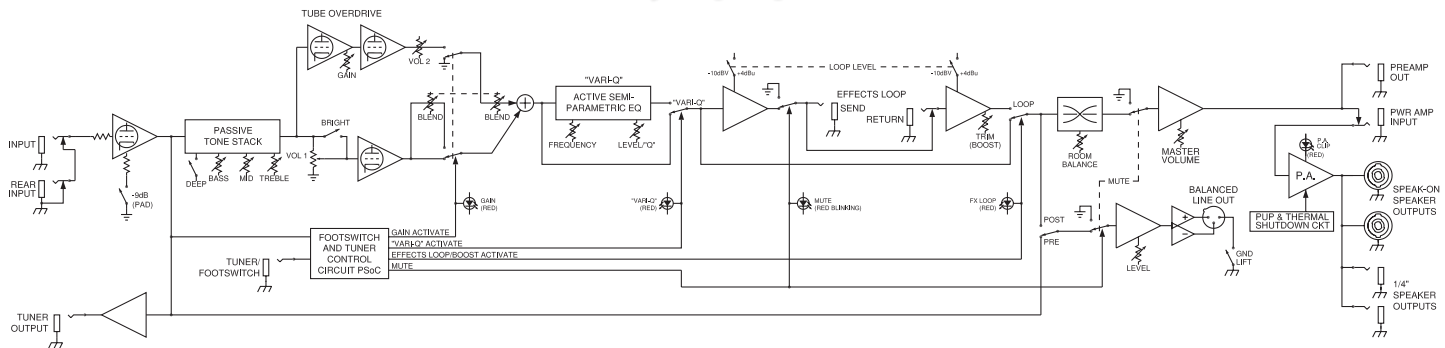 TUBE OVERDRIVE
GAIN
VOL 2
INPUT
REAR
INPUT
-9dB
(PAD)
PASSIVE
TONE STACK
DEEP
BASS
MID
TREBLE
BRIGHT
VOL 1
BLEND
BLEND
"VARI-Q"
ACTIVE SEMI-
PARAMETRIC EQ
FREQUENCY
LEVEL/"Q"
"VARI-Q"
-10dBV
+4dBu
LOOP LEVEL
-10dBV
+4dBu
EFFECTS LOOP
SEND
RETURN
TRIM
(BOOST)
LOOP
ROOM
BALANCE
MASTER
VOLUME
MUTE
PREAMP
OUT
PWR AMP
INPUT
P.A.
CLIP
(RED)
P.A.
PUP & THERMAL
SHUTDOWN CKT
SPEAK-ON
SPEAKER
OUTPUTS
1/4"
SPEAKER
OUTPUTS
GAIN
(RED)
"VARI-Q"
(RED)
MUTE
(RED BLINKING)
FX LOOP
(RED)
POST
PRE
LEVEL
BALANCED
LINE OUT
+
−
GND
LIFT
TUNER/
FOOTSWITCH
FOOTSWITCH
AND TUNER
CONTROL
CIRCUIT PSoC
GAIN ACTIVATE
"VARI-Q" ACTIVATE
EFFECTS LOOP/BOOST ACTIVATE
MUTE
TUNER
OUTPUT